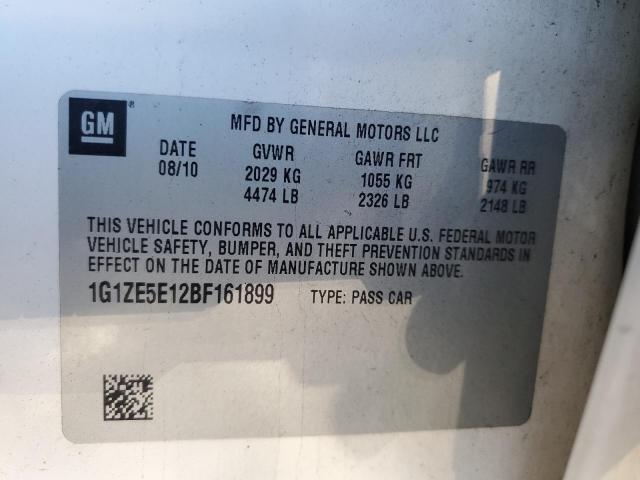 GM ®
MFD BY GENERAL MOTORS LLC
DATE GVWR GAWR FRT GAWR RR
08/10 2029 KG 1055 KG 974 KG
4474 LB 2326 LB 2148 LB
THIS VEHICLE CONFORMS TO ALL APPLICABLE U.S. FEDERAL MOTOR
VEHICLE SAFETY, BUMPER, AND THEFT PREVENTION STANDARDS IN
EFFECT ON THE DATE OF MANUFACTURE SHOWN ABOVE.
1G1ZE5E12BF161899 TYPE: PASS CAR